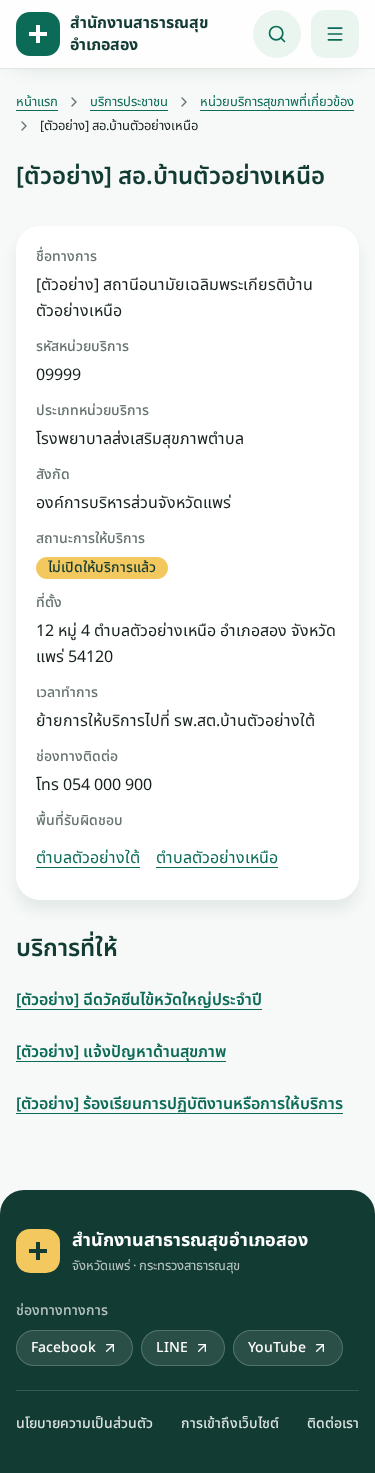 สำนักงานสาธารณสุข
อำเภอสอง
หน้าแรก
บริการประชาชน
หน่วยบริการสุขภาพที่เกี่ยวข้อง
[ตัวอย่าง] สอ.บ้านตัวอย่างเหนือ
[ตัวอย่าง] สอ.บ้านตัวอย่างเหนือ
ชื่อทางการ
[ตัวอย่าง] สถานีอนามัยเฉลิมพระเกียรติบ้าน
ตัวอย่างเหนือ
รหัสหน่วยบริการ
09999
ประเภทหน่วยบริการ
โรงพยาบาลส่งเสริมสุขภาพตำบล
สังกัด
องค์การบริหารส่วนจังหวัดแพร่
สถานะการให้บริการ
ไม่เปิดให้บริการแล้ว
ที่ตั้ง
12 หมู่ 4 ตำบลตัวอย่างเหนือ อำเภอสอง จังหวัด
แพร่ 54120
เวลาทำการ
ย้ายการให้บริการไปที่ รพ.สต.บ้านตัวอย่างใต้
ช่องทางติดต่อ
โทร 054 000 900
พื้นที่รับผิดชอบ
ตำบลตัวอย่างใต้ ตำบลตัวอย่างเหนือ
บริการที่ให้
[ตัวอย่าง] ฉีดวัคซีนไข้หวัดใหญ่ประจำปี
[ตัวอย่าง] แจ้งปัญหาด้านสุขภาพ
[ตัวอย่าง] ร้องเรียนการปฏิบัติงานหรือการให้บริการ
สำนักงานสาธารณสุขอำเภอสอง
จังหวัดแพร่ · กระทรวงสาธารณสุข
ช่องทางทางการ
Facebook LINE YouTube
นโยบายความเป็นส่วนตัว การเข้าถึงเว็บไซต์ ติดต่อเรา